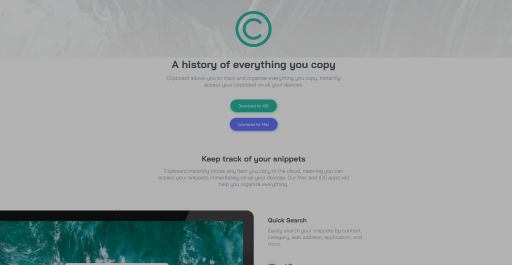 A history of everything you copy
Clipboard allows you to track and organize everything you copy. Instantly
access your clipboard on all your devices.
Download for iOS
Download for Mac
Keep track of your snippets
Clipboard instantly stores any item you copy in the cloud, meaning you can
access your snippets immediately on all your devices. Our Mac and iOS apps will
help you organize everything.
Quick Search
Easily search your snippets by content,
category, web address, application, and
more.